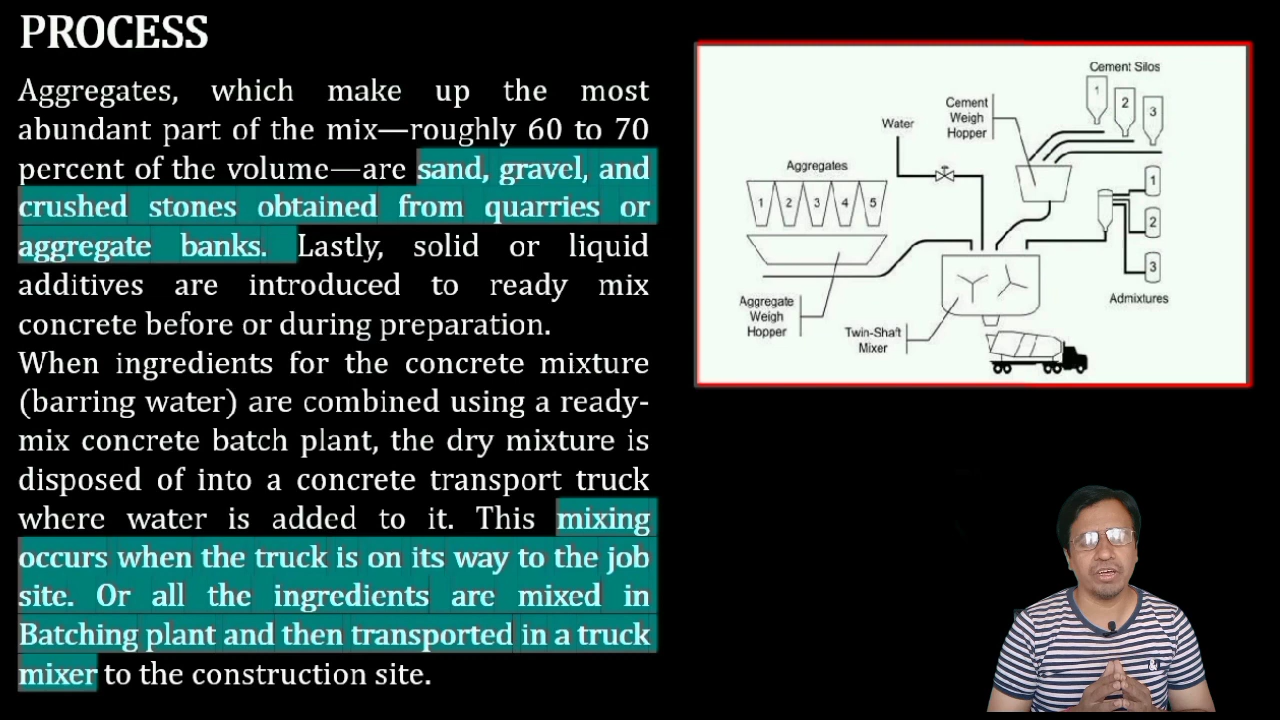 PROCESS
Aggregates, which make up the most
abundant part of the mix—roughly 60 to 70
percent of the volume—are sand, gravel, and
crushed stones obtained from quarries or
aggregate banks. Lastly, solid or liquid
additives are introduced to ready mix
concrete before or during preparation.
When ingredients for the concrete mixture
(barring water) are combined using a ready-
mix concrete batch plant, the dry mixture is
disposed of into a concrete transport truck
where water is added to it. This mixing
occurs when the truck is on its way to the job
site. Or all the ingredients are mixed in
Batching plant and then transported in a truck
mixer to the construction site.
Cement Silos
1
2
3
Cement
Weigh
Hopper
Water
Aggregates
1 2 3 4 5
1
2
3
Admixtures
Aggregate
Weigh
Hopper
Twin-Shaft
Mixer